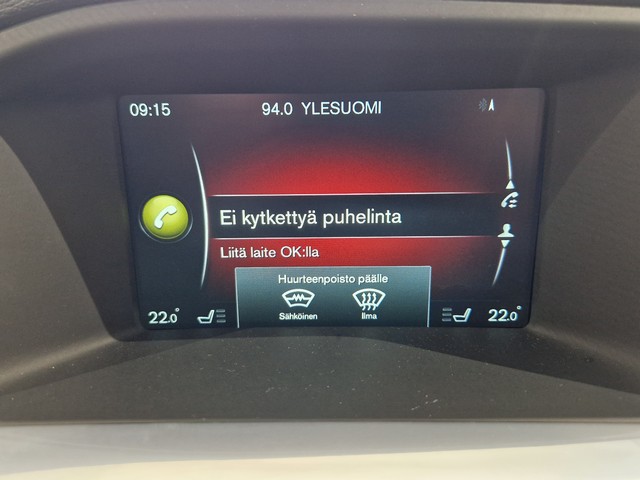 09:15
94.0 YLESUOMI
Ei kytkettyä puhelinta
Liitä laite OK:lla
Huurteenpoisto päälle
Sähköinen Ilma
22.0° 22.0°